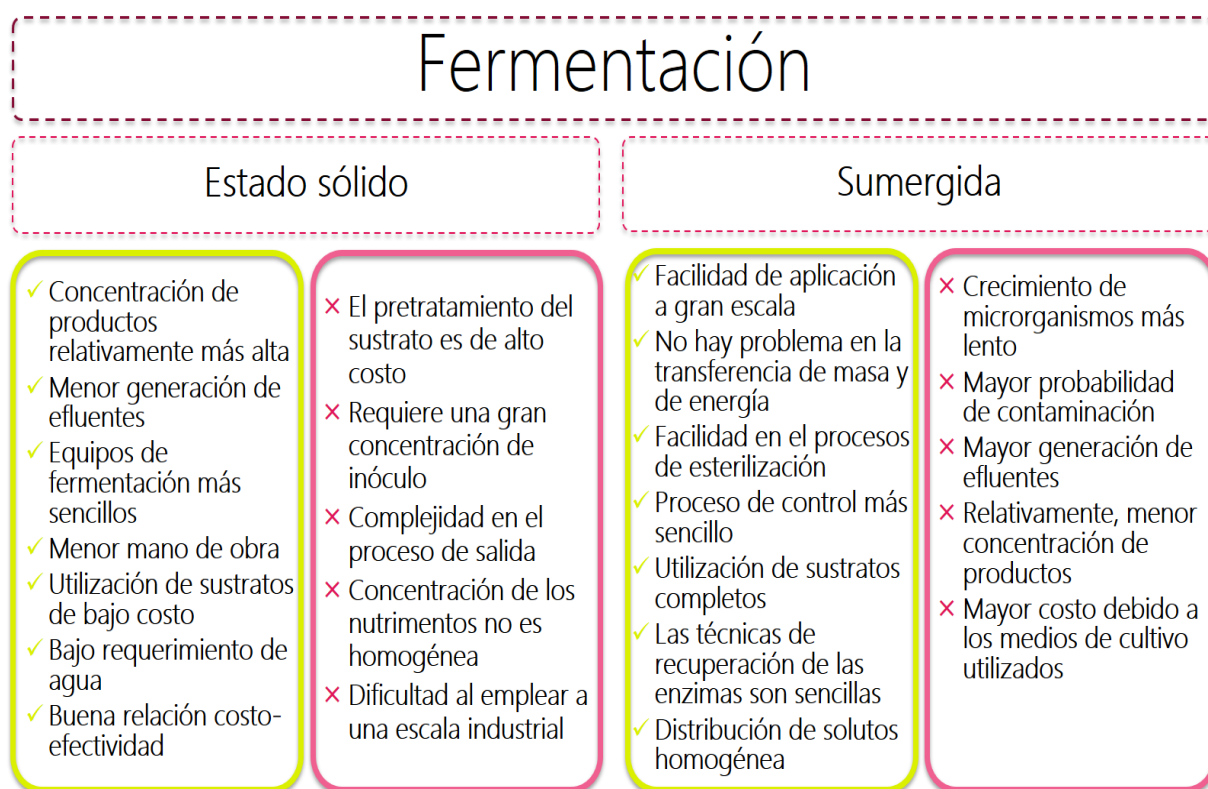 Fermentación
Estado sólido
✓ Concentración de
productos
relativamente más alta
✓ Menor generación de
efluentes
✓ Equipos de
fermentación más
sencillos
✓ Menor mano de obra
✓ Utilización de sustratos
de bajo costo
✓ Bajo requerimiento de
agua
✓ Buena relación costo-
efectividad
× El pretratamiento del
sustrato es de alto
costo
× Requiere una gran
concentración de
inóculo
× Complejidad en el
proceso de salida
× Concentración de los
nutrimentos no es
homogénea
× Dificultad al emplear a
una escala industrial
Sumergida
✓ Facilidad de aplicación
a gran escala
✓ No hay problema en la
transferencia de masa y
de energía
✓ Facilidad en el procesos
de esterilización
✓ Proceso de control más
sencillo
✓ Utilización de sustratos
completos
✓ Las técnicas de
recuperación de las
enzimas son sencillas
✓ Distribución de solutos
homogénea
× Crecimiento de
microrganismos más
lento
× Mayor probabilidad
de contaminación
× Mayor generación de
efluentes
× Relativamente, menor
concentración de
productos
× Mayor costo debido a
los medios de cultivo
utilizados